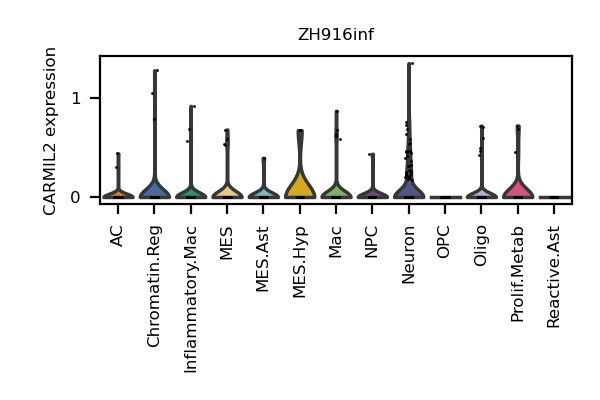 ZH916inf
CARMIL2 expression
1
0
AC
Chromatin.Reg
Inflammatory.Mac
MES
MES.Ast
MES.Hyp
Mac
NPC
Neuron
OPC
Oligo
Prolif.Metab
Reactive.Ast